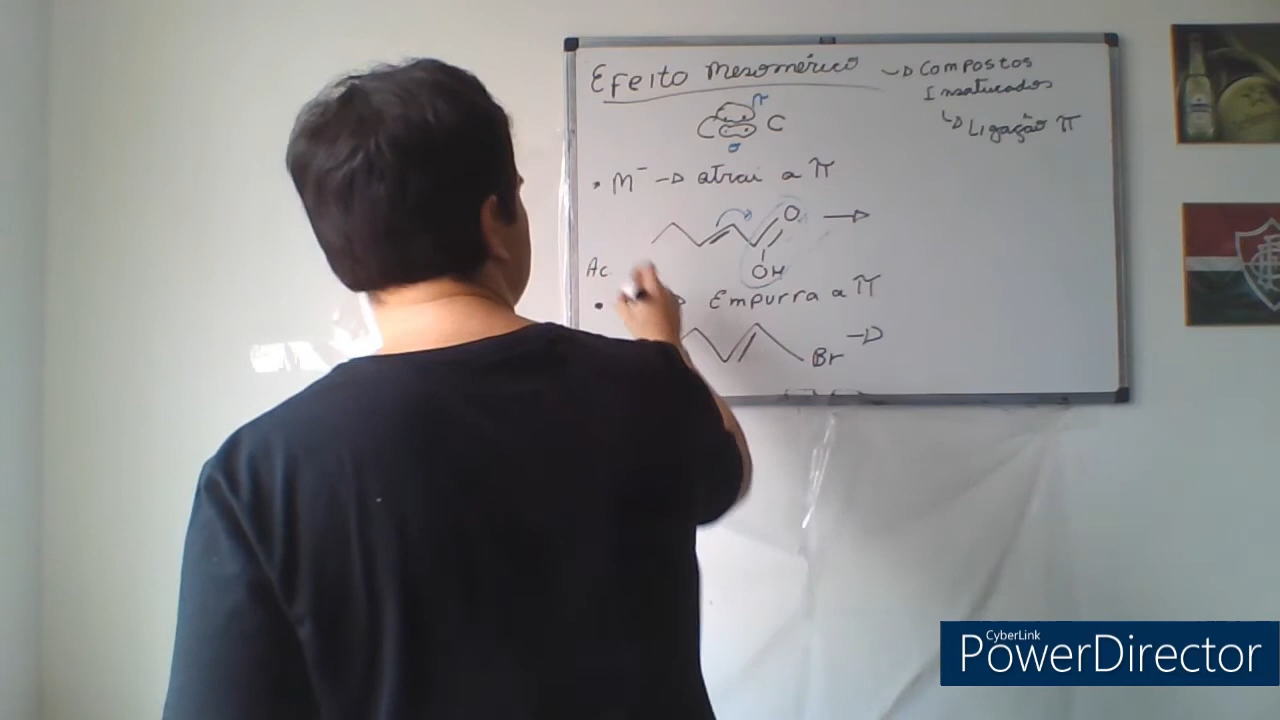 Efeito Mesomérico → Compostos
Insaturados
↳ Ligação π
π
C C
σ
• M⁻ → atrai a π
O →
OH
Ac
• → Empurra a π
Br →
CyberLink
PowerDirector